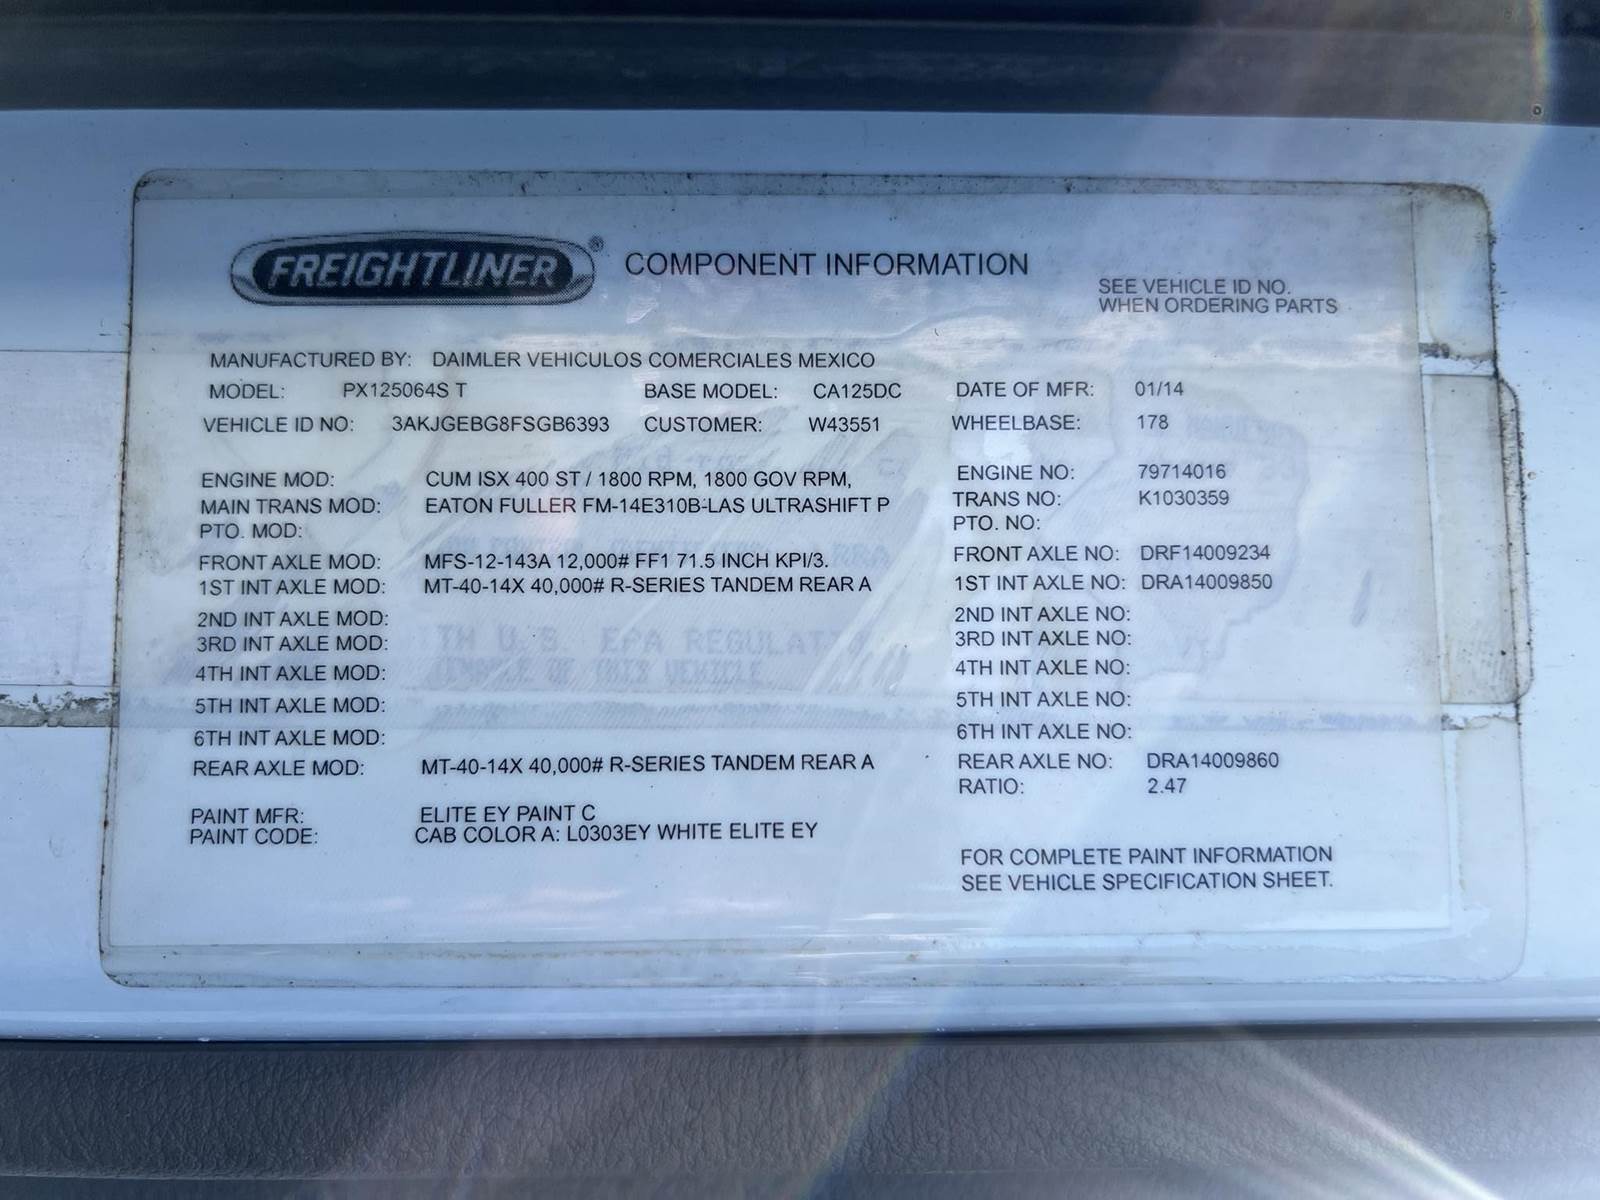 FREIGHTLINER® COMPONENT INFORMATION
SEE VEHICLE ID NO.
WHEN ORDERING PARTS
MANUFACTURED BY: DAIMLER VEHICULOS COMERCIALES MEXICO
MODEL: PX125064S T BASE MODEL: CA125DC DATE OF MFR: 01/14
VEHICLE ID NO: 3AKJGEBG8FSGB6393 CUSTOMER: W43551 WHEELBASE: 178
ENGINE MOD: CUM ISX 400 ST / 1800 RPM, 1800 GOV RPM, ENGINE NO: 79714016
MAIN TRANS MOD: EATON FULLER FM-14E310B-LAS ULTRASHIFT P TRANS NO: K1030359
PTO. MOD: PTO. NO:
FRONT AXLE MOD: MFS-12-143A 12,000# FF1 71.5 INCH KPI/3. FRONT AXLE NO: DRF14009234
1ST INT AXLE MOD: MT-40-14X 40,000# R-SERIES TANDEM REAR A 1ST INT AXLE NO: DRA14009850
2ND INT AXLE MOD: 2ND INT AXLE NO:
3RD INT AXLE MOD: 3RD INT AXLE NO:
TH U.S. EPA REGULAT
4TH INT AXLE MOD: 4TH INT AXLE NO:
OF THIS VEHICLE
5TH INT AXLE MOD: 5TH INT AXLE NO:
6TH INT AXLE MOD: 6TH INT AXLE NO:
REAR AXLE MOD: MT-40-14X 40,000# R-SERIES TANDEM REAR A REAR AXLE NO: DRA14009860
RATIO: 2.47
PAINT MFR: ELITE EY PAINT C
PAINT CODE: CAB COLOR A: L0303EY WHITE ELITE EY
FOR COMPLETE PAINT INFORMATION
SEE VEHICLE SPECIFICATION SHEET.